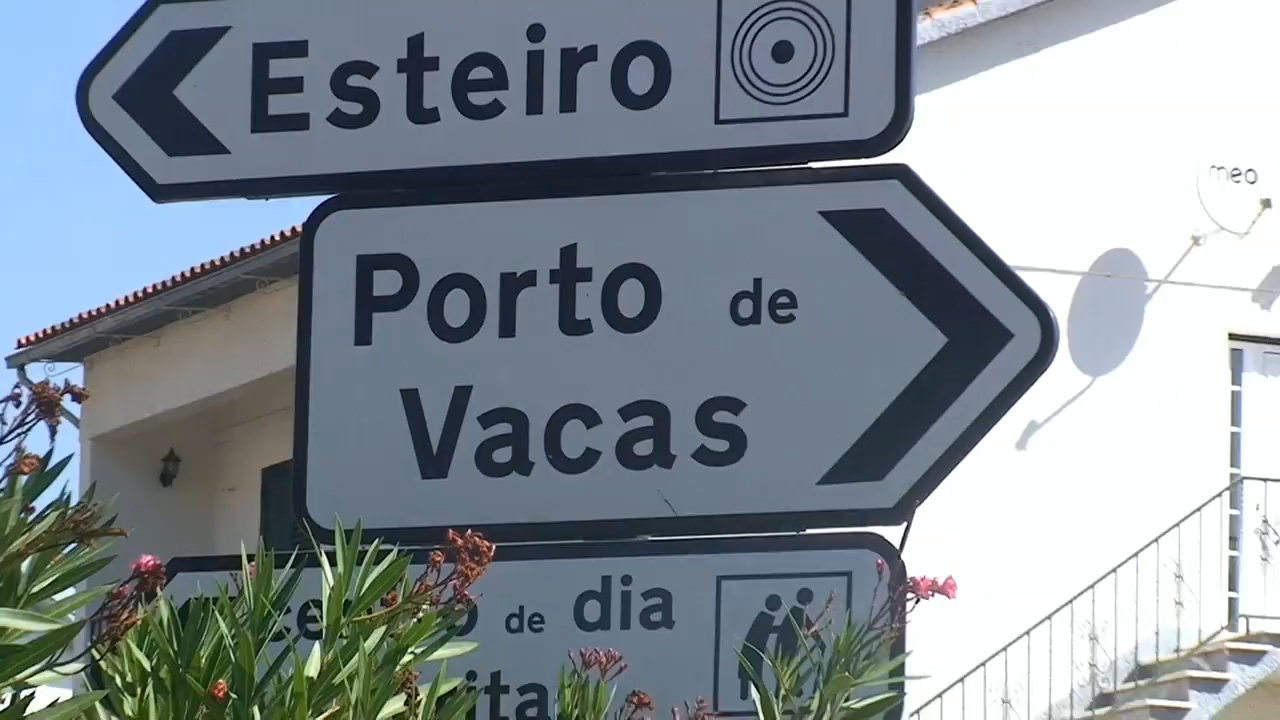 Esteiro
meo
Porto de
Vacas
de dia